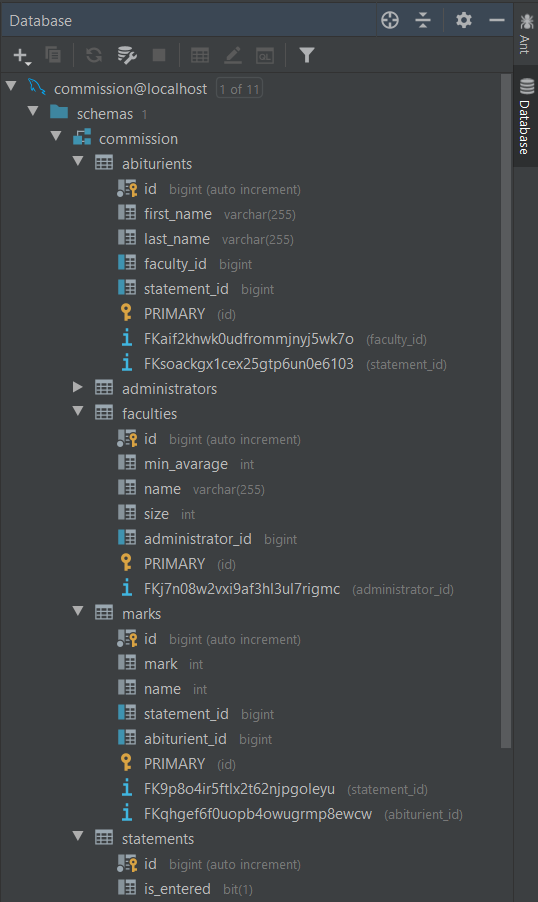 Database
Ant
Database
commission@localhost 1 of 11
schemas 1
commission
abiturients
id bigint (auto increment)
first_name varchar(255)
last_name varchar(255)
faculty_id bigint
statement_id bigint
PRIMARY (id)
FKaif2khwk0udfrommjnyj5wk7o (faculty_id)
FKsoackgx1cex25gtp6un0e6103 (statement_id)
administrators
faculties
id bigint (auto increment)
min_avarage int
name varchar(255)
size int
administrator_id bigint
PRIMARY (id)
FKj7n08w2vxi9af3hl3ul7rigmc (administrator_id)
marks
id bigint (auto increment)
mark int
name int
statement_id bigint
abiturient_id bigint
PRIMARY (id)
FK9p8o4ir5ftlx2t62njpgoleyu (statement_id)
FKqhgef6f0uopb4owugrmp8ewcw (abiturient_id)
statements
id bigint (auto increment)
is_entered bit(1)